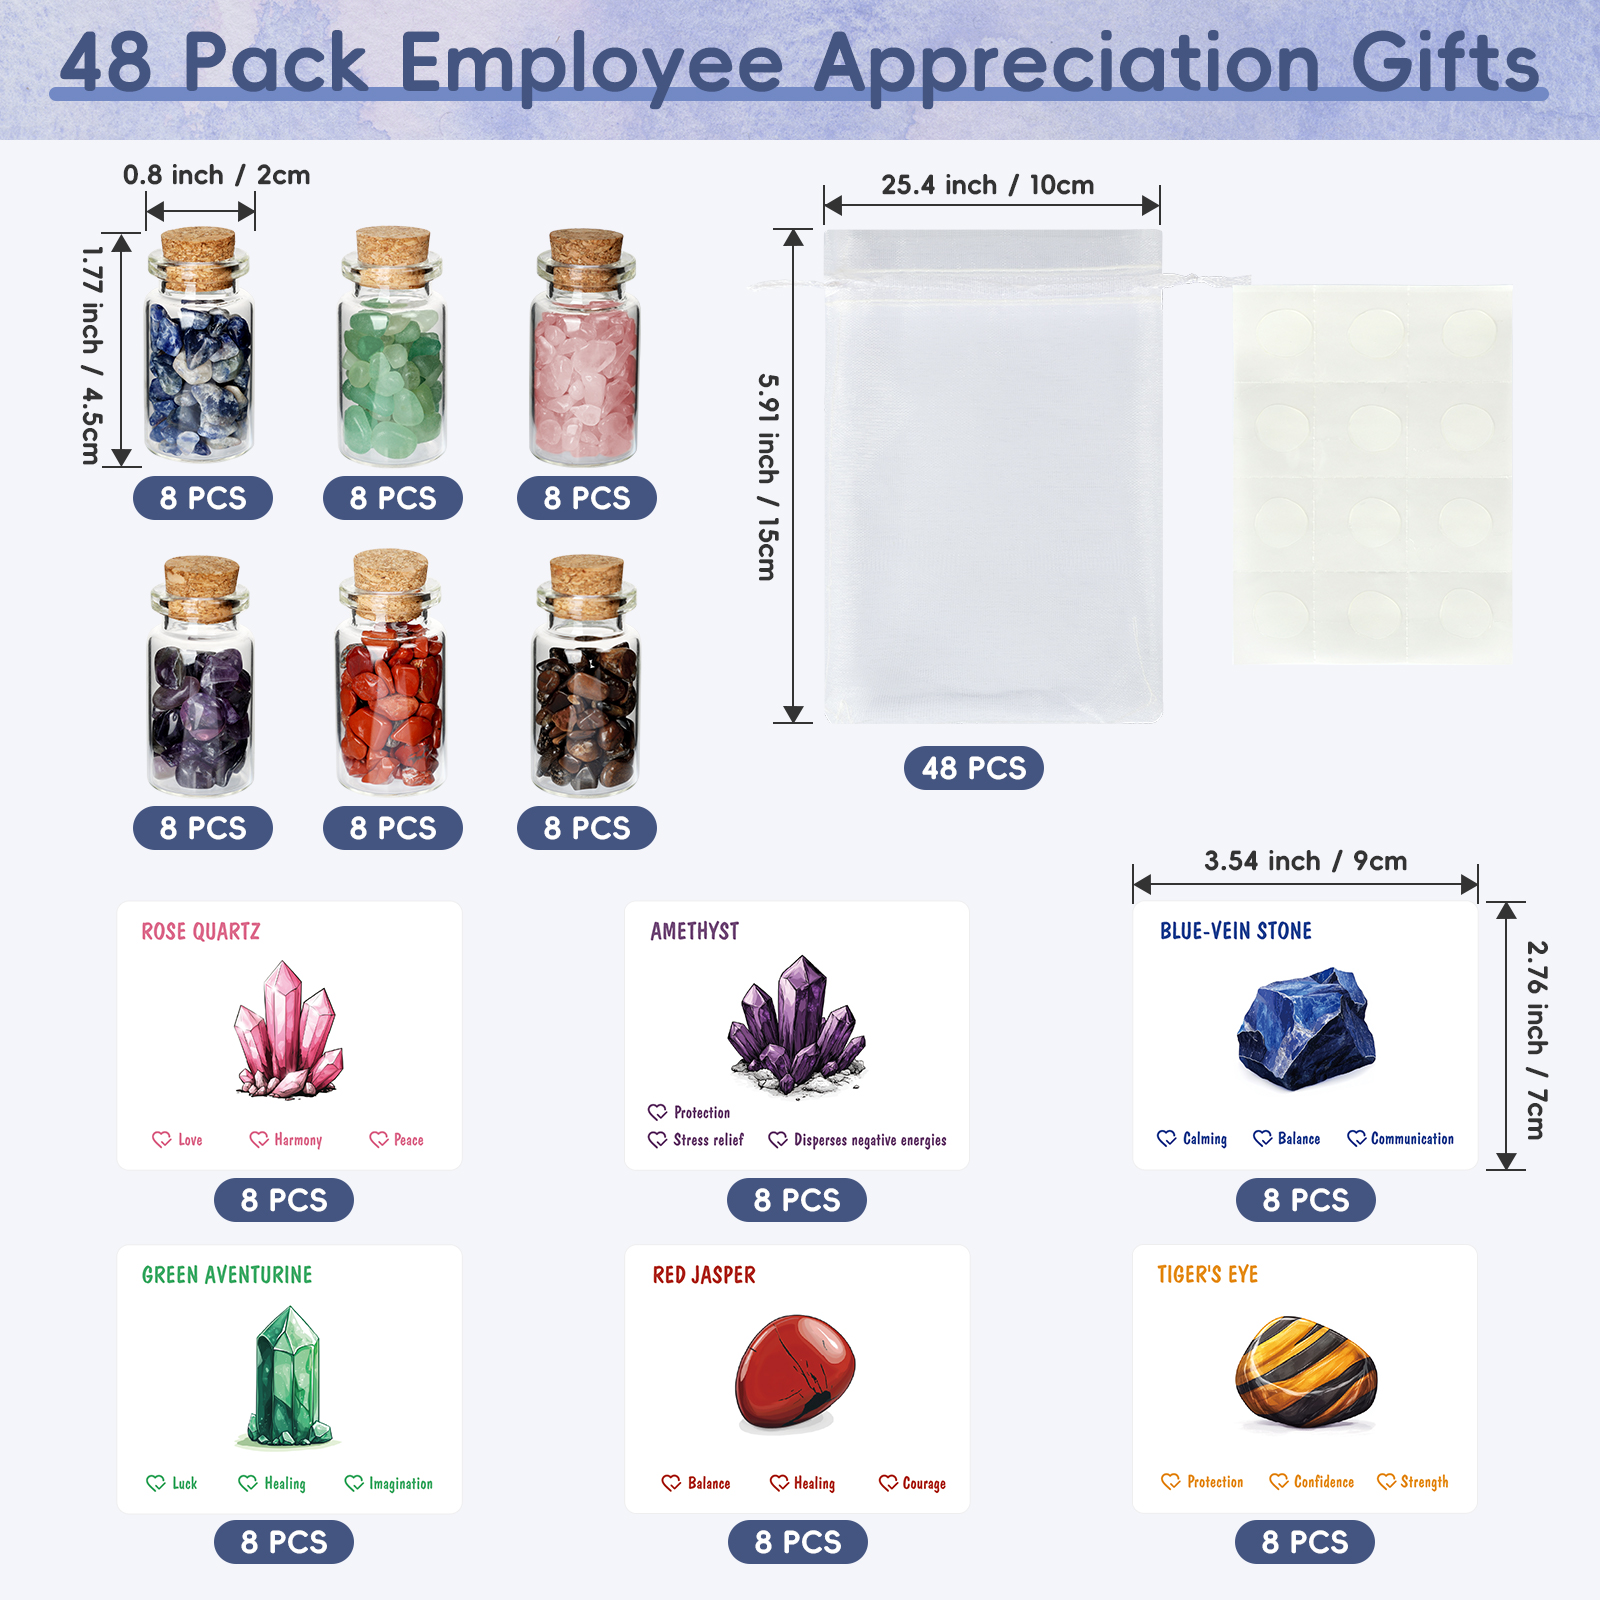 48 Pack Employee Appreciation Gifts
0.8 inch / 2cm
1.77 inch / 4.5cm
8 PCS
8 PCS
8 PCS
8 PCS
8 PCS
8 PCS
25.4 inch / 10cm
5.91 inch / 15cm
48 PCS
3.54 inch / 9cm
2.76 inch / 7cm
ROSE QUARTZ
Love
Harmony
Peace
8 PCS
AMETHYST
Protection
Stress relief
Disperses negative energies
8 PCS
BLUE-VEIN STONE
Calming
Balance
Communication
8 PCS
GREEN AVENTURINE
Luck
Healing
Imagination
8 PCS
RED JASPER
Balance
Healing
Courage
8 PCS
TIGER'S EYE
Protection
Confidence
Strength
8 PCS